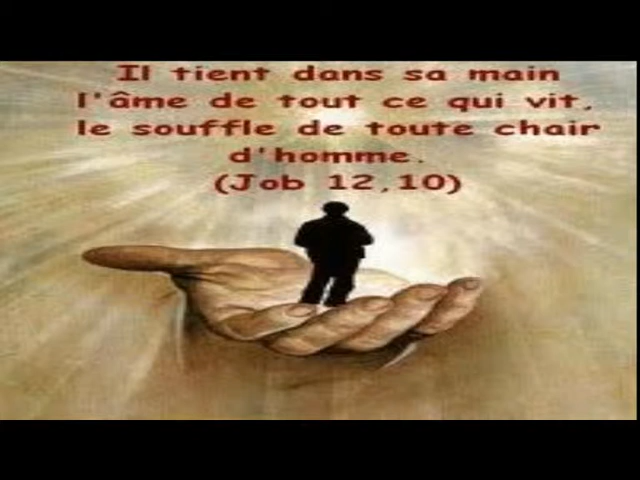 Il tient dans sa main
l'âme de tout ce qui vit,
le souffle de toute chair
d'homme.
(Job 12,10)